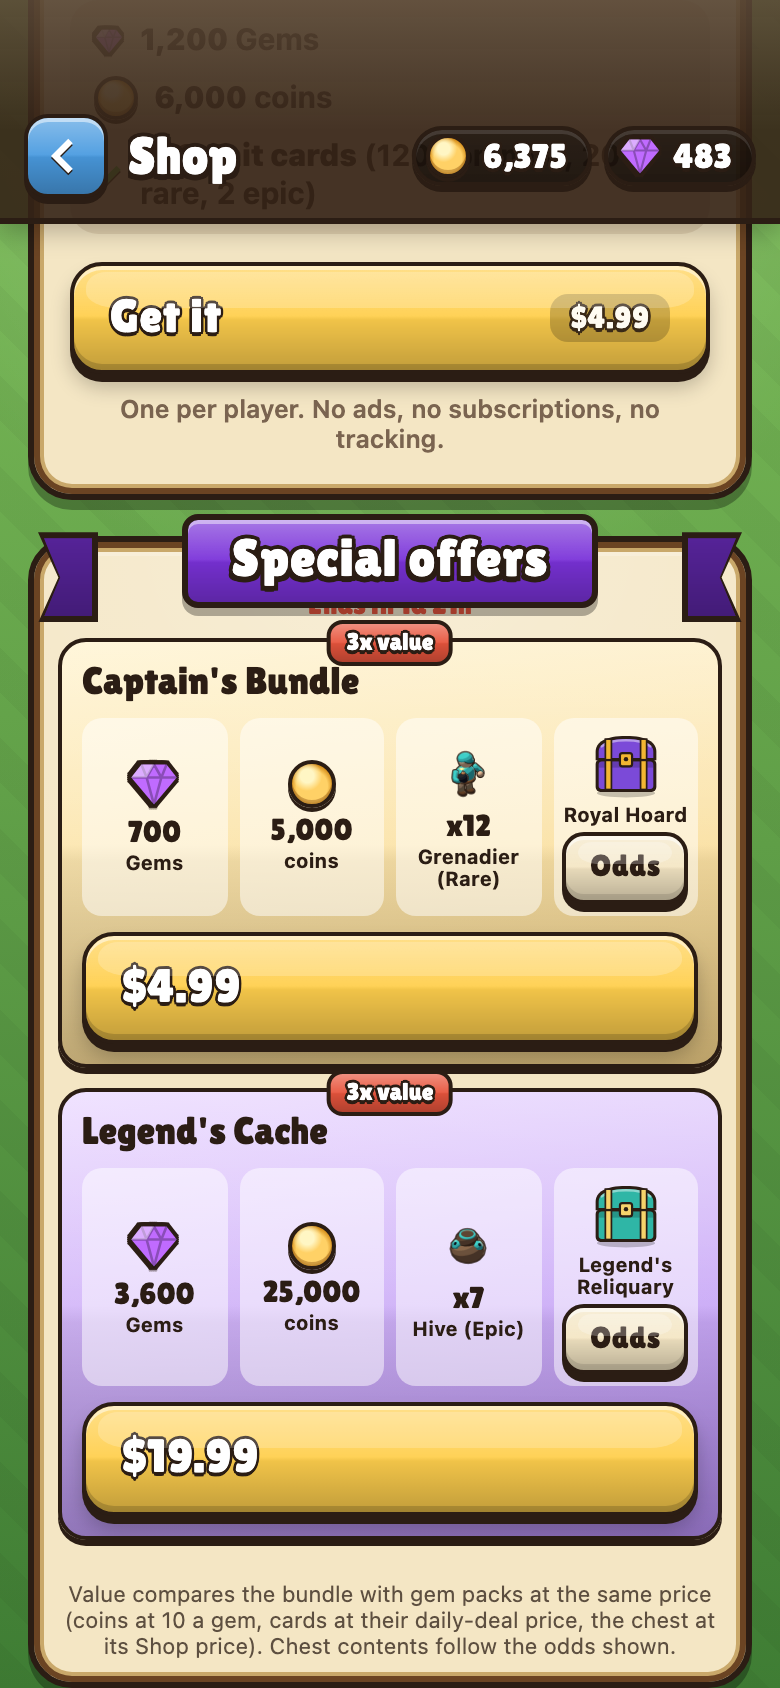 1,200 Gems
6,000 coins
Shop
it cards (12
6,375
20
483
rare, 2 epic)
Get it
$4.99
One per player. No ads, no subscriptions, no
tracking.
Special offers
3x value
Captain's Bundle
700
Gems
5,000
coins
x12
Grenadier
(Rare)
Royal Hoard
Odds
$4.99
3x value
Legend's Cache
3,600
Gems
25,000
coins
x7
Hive (Epic)
Legend's
Reliquary
Odds
$19.99
Value compares the bundle with gem packs at the same price
(coins at 10 a gem, cards at their daily-deal price, the chest at
its Shop price). Chest contents follow the odds shown.